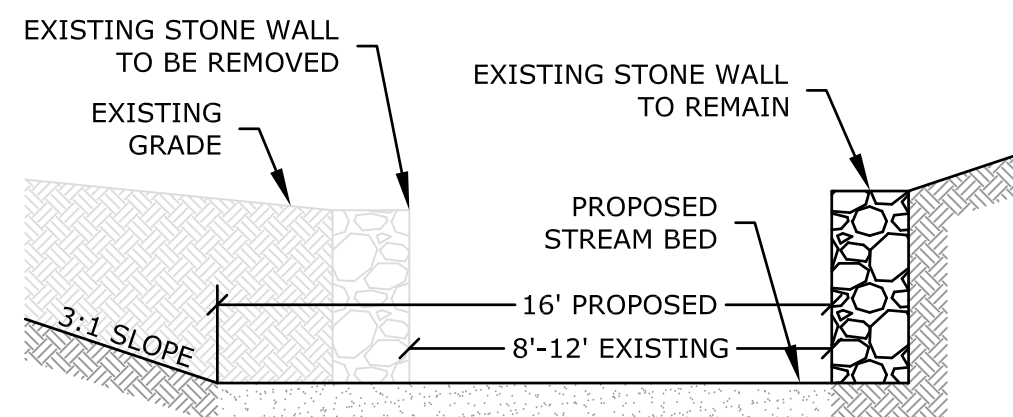 EXISTING STONE WALL
TO BE REMOVED
EXISTING STONE WALL
TO REMAIN
EXISTING
GRADE
PROPOSED
STREAM BED
16' PROPOSED
3:1 SLOPE
8'-12' EXISTING